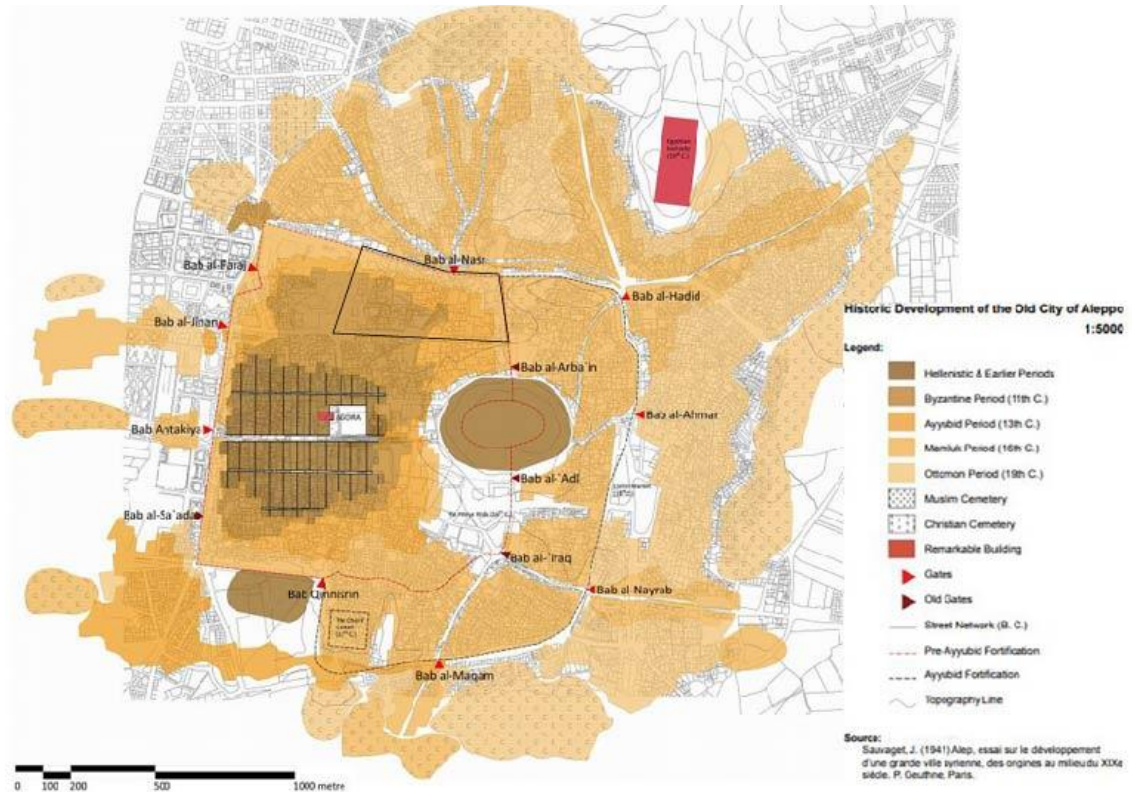 Egyptian
Bab al-Nasr
Bab al-Faraj
Bab al-Hadid
Bab al-Jinan
Bab al-Arba`in
Bab al-Ahmar
AGORA
Bab Antakiya
Bab al-`Adl
Bab al-Sa`ada
Bab al-`Iraq
Bab al-Nayrab
Bab Qinnisrin
Bab al-Maqam
0 100 200 500 1000 metre
Historic Development of the Old City of Aleppo
1:5000
Legend:
Hellenistic & Earlier Periods
Byzantine Period (11th C.)
Ayyubid Period (13th C.)
Mamluk Period (16th C.)
Ottomon Period (19th C.)
Muslim Cemetery
Christian Cemetery
Remarkable Building
Gates
Old Gates
Street Network (B. C.)
Pre-Ayyubic Fortification
Ayyubid Fortification
Topography Line
Source:
Sauvaget, J. (1941) Alep, essai sur le développement
d'une grande ville syrienne, des origines au milieu du XIXe
siècle. P. Geuthne, Paris.